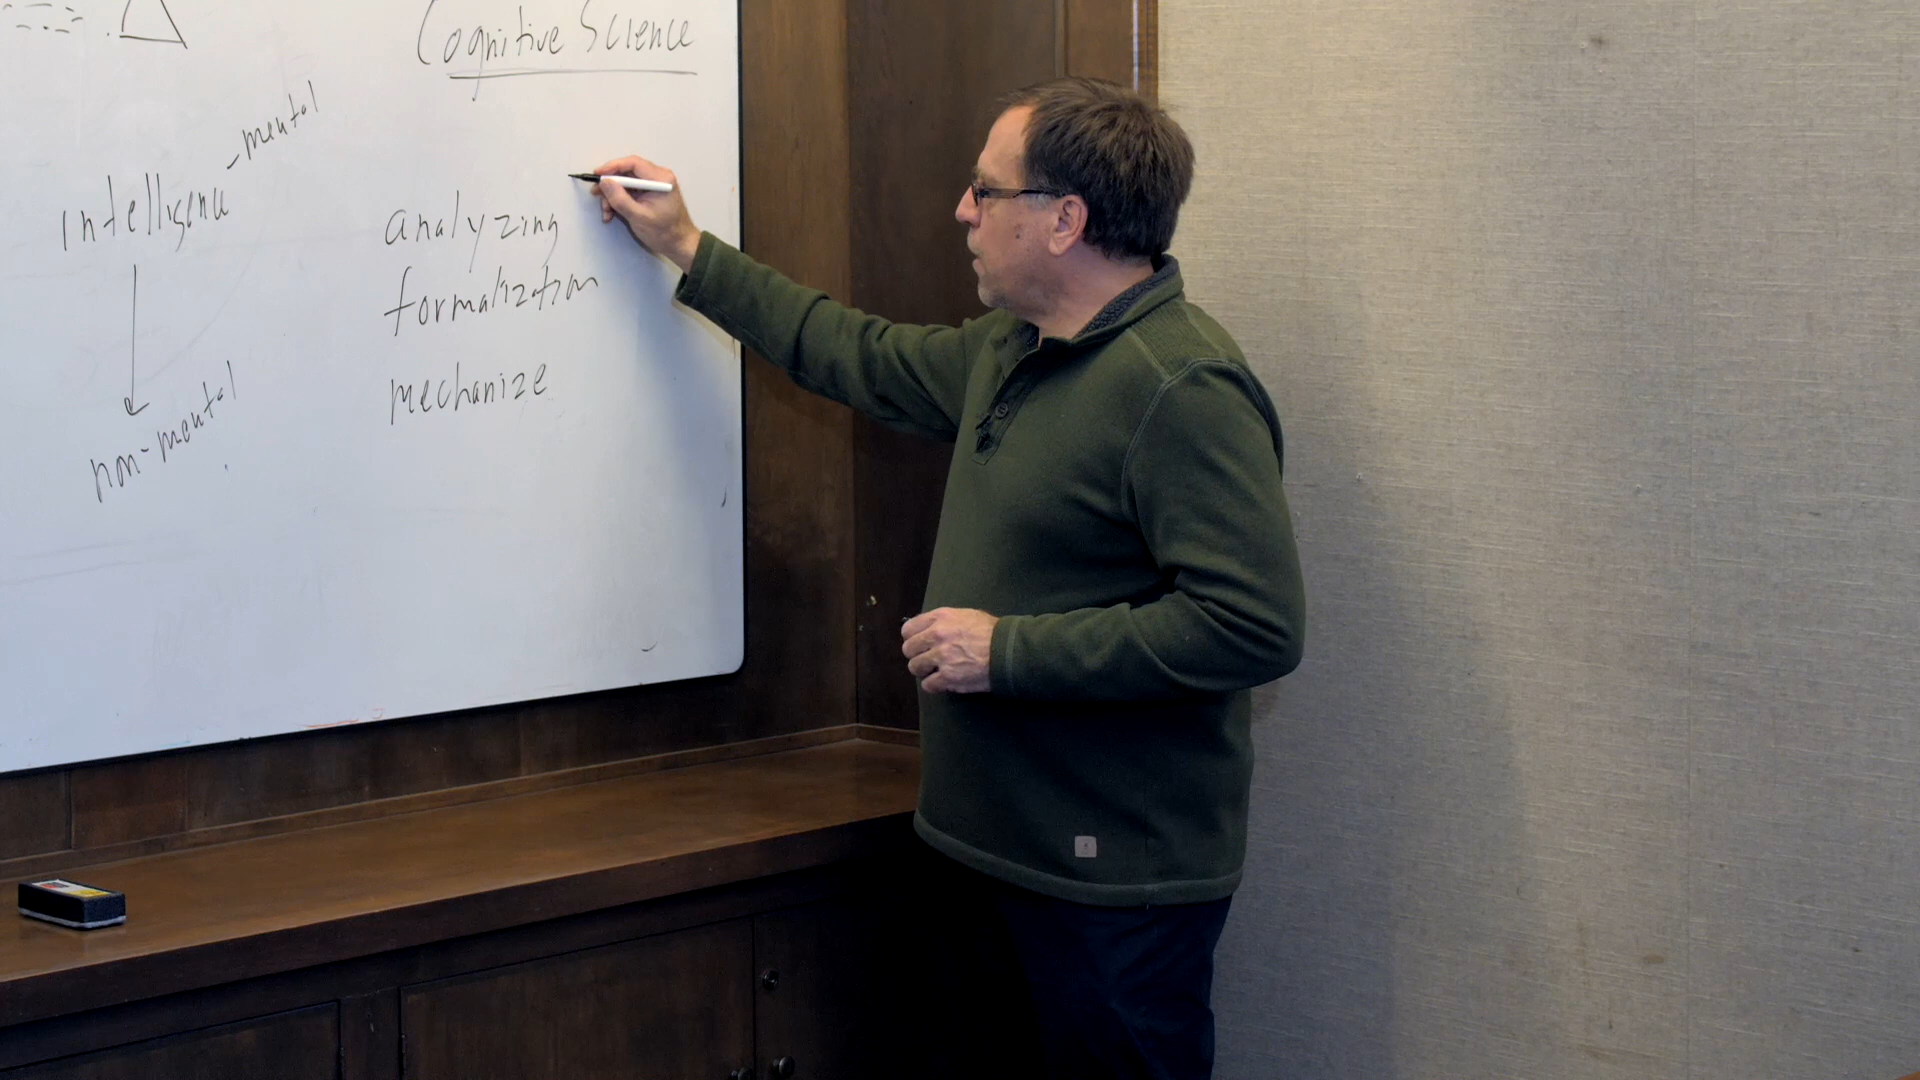 Cognitive Science
Intelligence - mental
non-mental
analyzing
formalization
mechanize